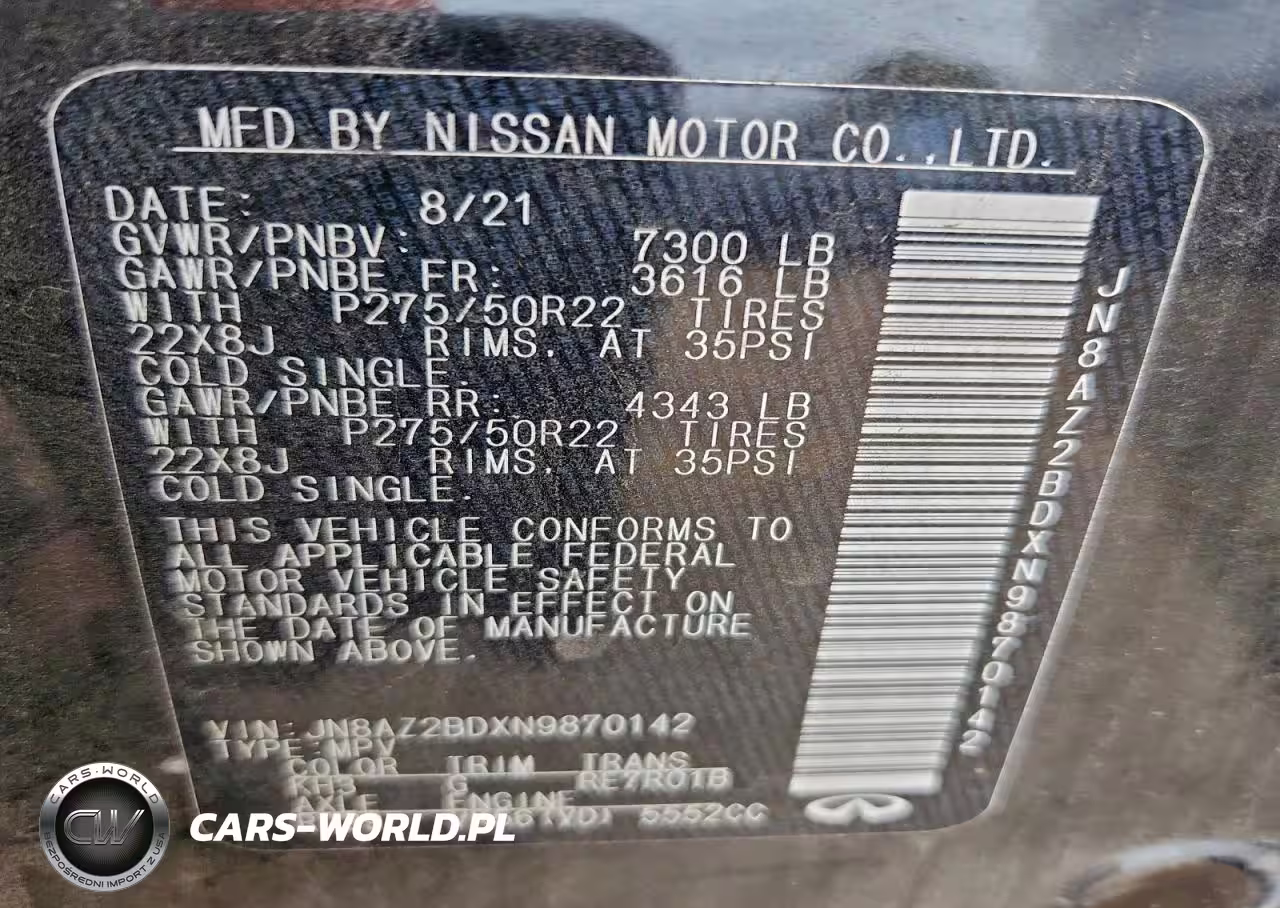 MFD BY NISSAN MOTOR CO.,LTD.
DATE: 8/21
GVWR/PNBV: 7300 LB
GAWR/PNBE FR: 3616 LB
WITH P275/50R22 TIRES
22X8J RIMS. AT 35PSI
COLD SINGLE.
GAWR/PNBE RR: 4343 LB
WITH P275/50R22 TIRES
22X8J RIMS. AT 35PSI
COLD SINGLE.
THIS VEHICLE CONFORMS TO
ALL APPLICABLE FEDERAL
MOTOR VEHICLE SAFETY
STANDARDS IN EFFECT ON
THE DATE OF MANUFACTURE
SHOWN ABOVE.
VIN: JN8AZ2BDXN9870142
TYPE:MPV
COLOR TRIM TRANS
KH3 G RE7R01B
AXLE ENGINE
5552CC
JN8AZ2BDXN9870142
CARS-WORLD
CW
BEZPOŚREDNI IMPORT Z USA
CARS-WORLD.PL